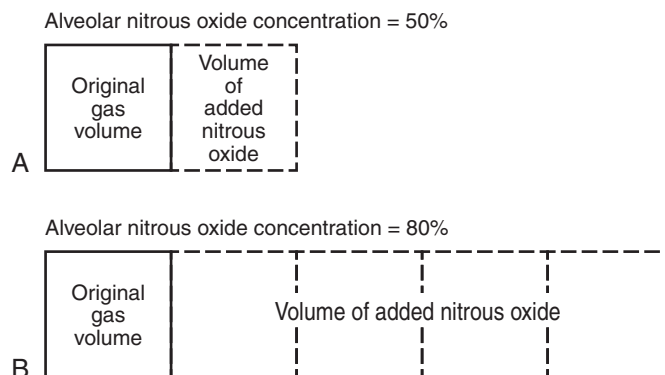 Alveolar nitrous oxide concentration = 50%
Original
gas
volume
Volume
of
added
nitrous
oxide
A
Alveolar nitrous oxide concentration = 80%
Original
gas
volume
Volume of added nitrous oxide
B